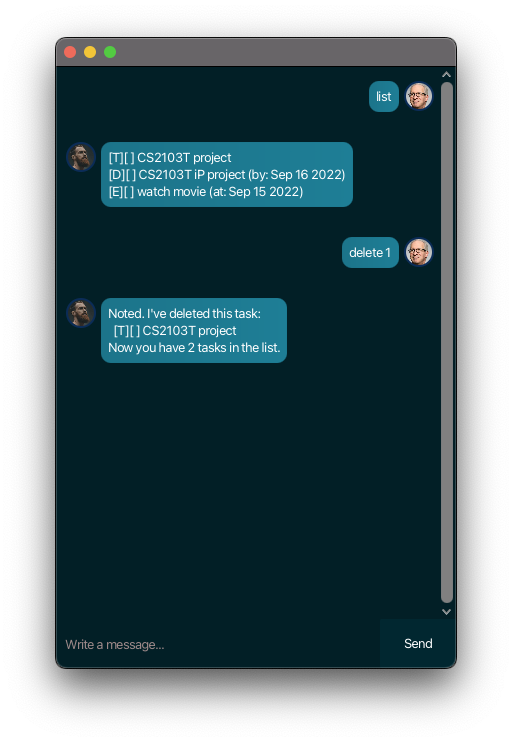 list
[T][ ] CS2103T project
[D][ ] CS2103T iP project (by: Sep 16 2022)
[E][ ] watch movie (at: Sep 15 2022)
delete 1
Noted. I've deleted this task:
[T][ ] CS2103T project
Now you have 2 tasks in the list.
Write a message...
Send